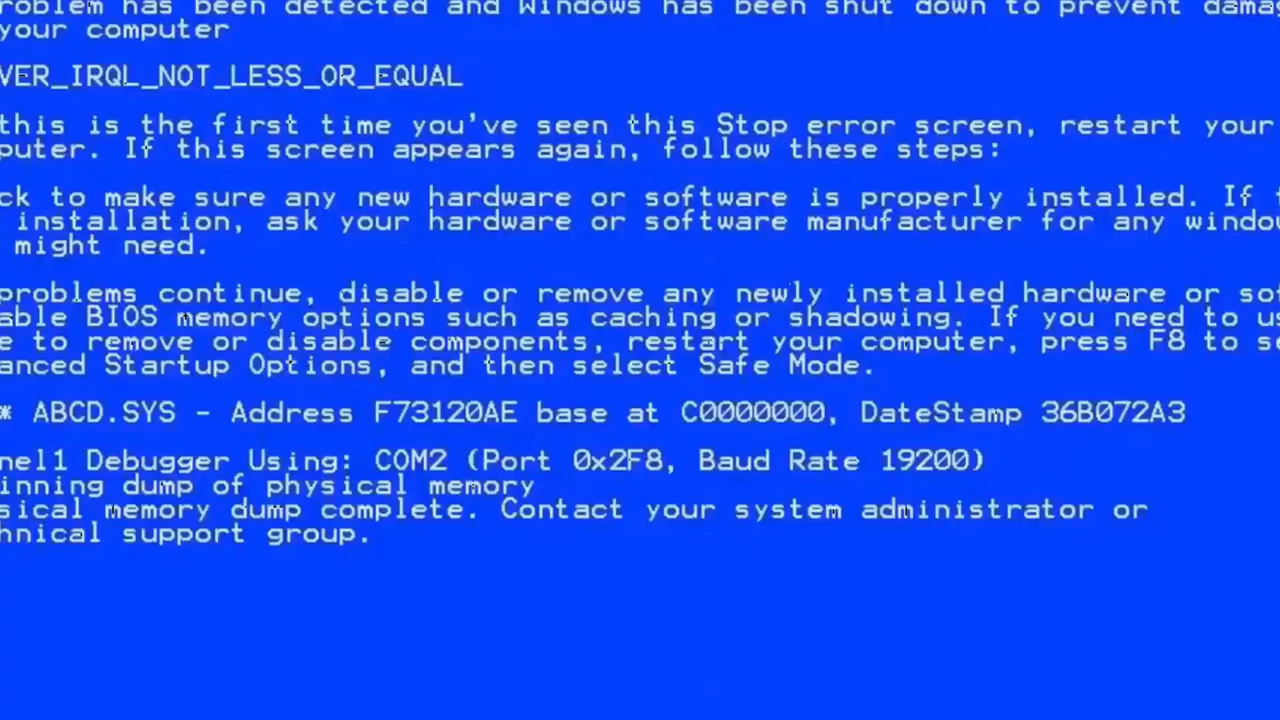 roblem has been detected and Windows has been shut down to prevent damag
your computer
VER_IRQL_NOT_LESS_OR_EQUAL
this is the first time you've seen this Stop error screen, restart your
puter. If this screen appears again, follow these steps:
ck to make sure any new hardware or software is properly installed. If t
installation, ask your hardware or software manufacturer for any window
might need.
problems continue, disable or remove any newly installed hardware or sof
able BIOS memory options such as caching or shadowing. If you need to us
e to remove or disable components, restart your computer, press F8 to se
anced Startup Options, and then select Safe Mode.
* ABCD.SYS - Address F73120AE base at C0000000, DateStamp 36B072A3
nel1 Debugger Using: COM2 (Port 0x2F8, Baud Rate 19200)
inning dump of physical memory
sical memory dump complete. Contact your system administrator or
hnical support group.